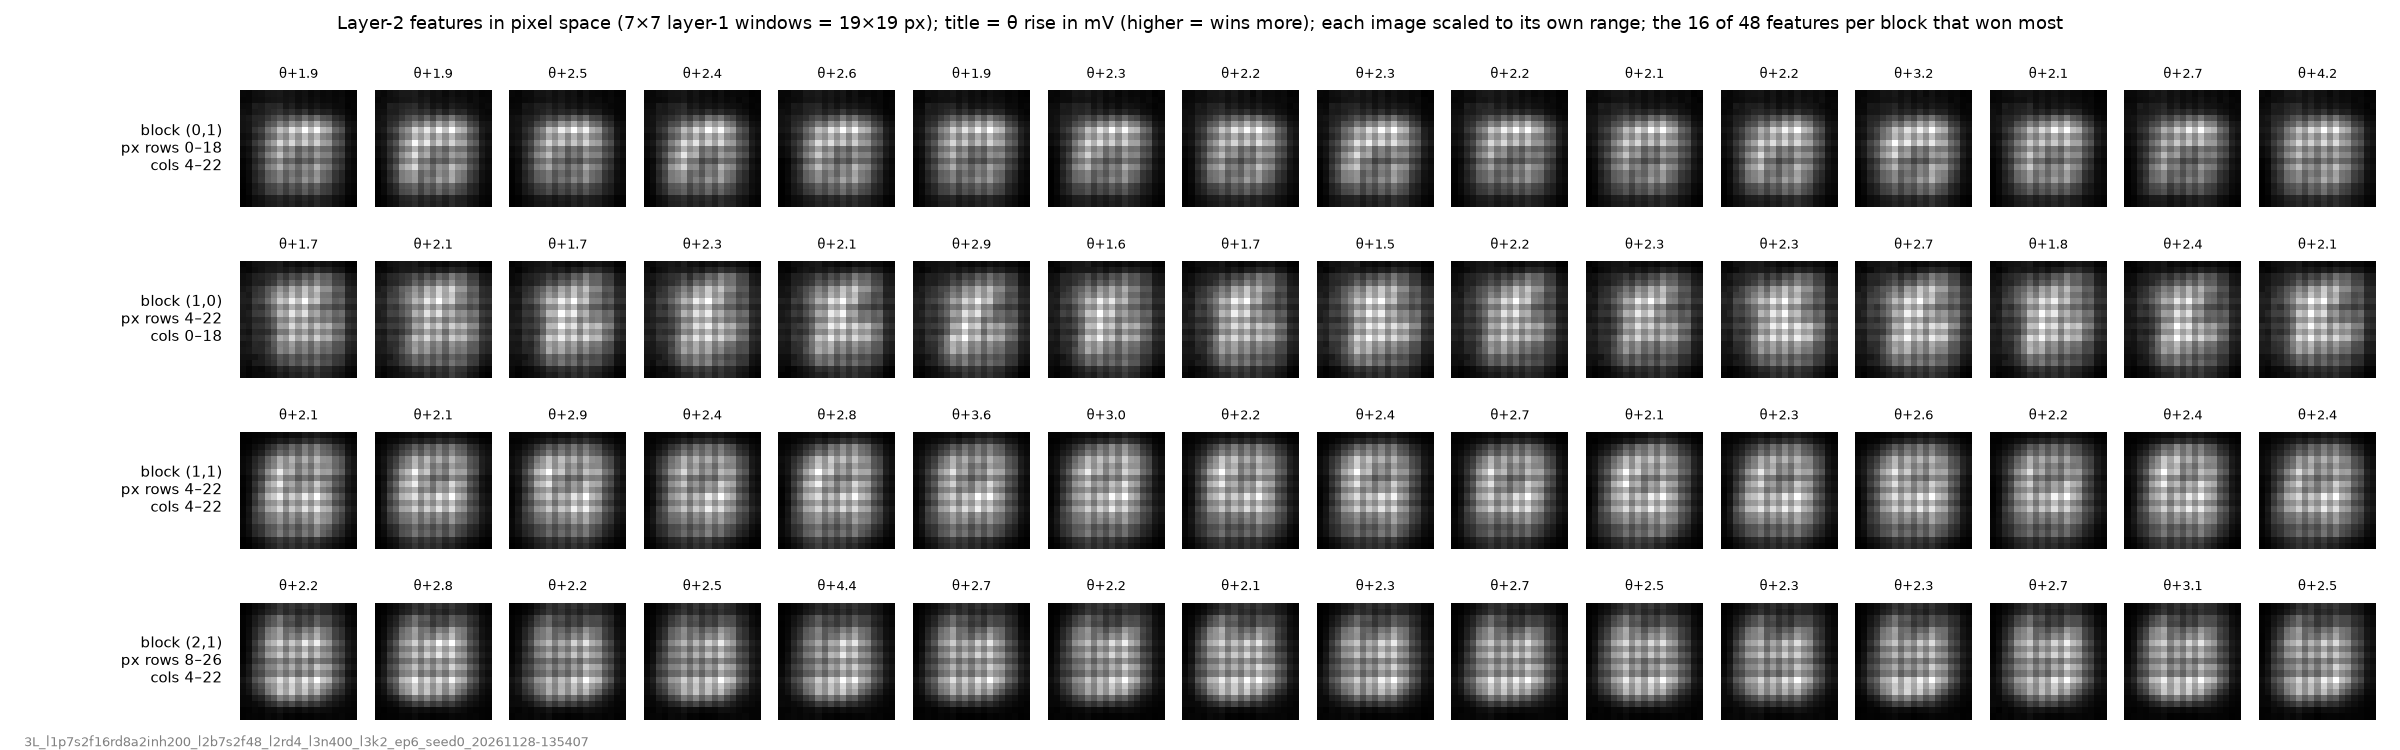 Layer-2 features in pixel space (7×7 layer-1 windows = 19×19 px); title = θ rise in mV (higher = wins more); each image scaled to its own range; the 16 of 48 features per block that won most
θ+1.9 θ+1.9 θ+2.5 θ+2.4 θ+2.6 θ+1.9 θ+2.3 θ+2.2 θ+2.3 θ+2.2 θ+2.1 θ+2.2 θ+3.2 θ+2.1 θ+2.7 θ+4.2
block (0,1)
px rows 0–18
cols 4–22
θ+1.7 θ+2.1 θ+1.7 θ+2.3 θ+2.1 θ+2.9 θ+1.6 θ+1.7 θ+1.5 θ+2.2 θ+2.3 θ+2.3 θ+2.7 θ+1.8 θ+2.4 θ+2.1
block (1,0)
px rows 4–22
cols 0–18
θ+2.1 θ+2.1 θ+2.9 θ+2.4 θ+2.8 θ+3.6 θ+3.0 θ+2.2 θ+2.4 θ+2.7 θ+2.1 θ+2.3 θ+2.6 θ+2.2 θ+2.4 θ+2.4
block (1,1)
px rows 4–22
cols 4–22
θ+2.2 θ+2.8 θ+2.2 θ+2.5 θ+4.4 θ+2.7 θ+2.2 θ+2.1 θ+2.3 θ+2.7 θ+2.5 θ+2.3 θ+2.3 θ+2.7 θ+3.1 θ+2.5
block (2,1)
px rows 8–26
cols 4–22
3L_l1p7s2f16rd8a2inh200_l2b7s2f48_l2rd4_l3n400_l3k2_ep6_seed0_20261128-135407